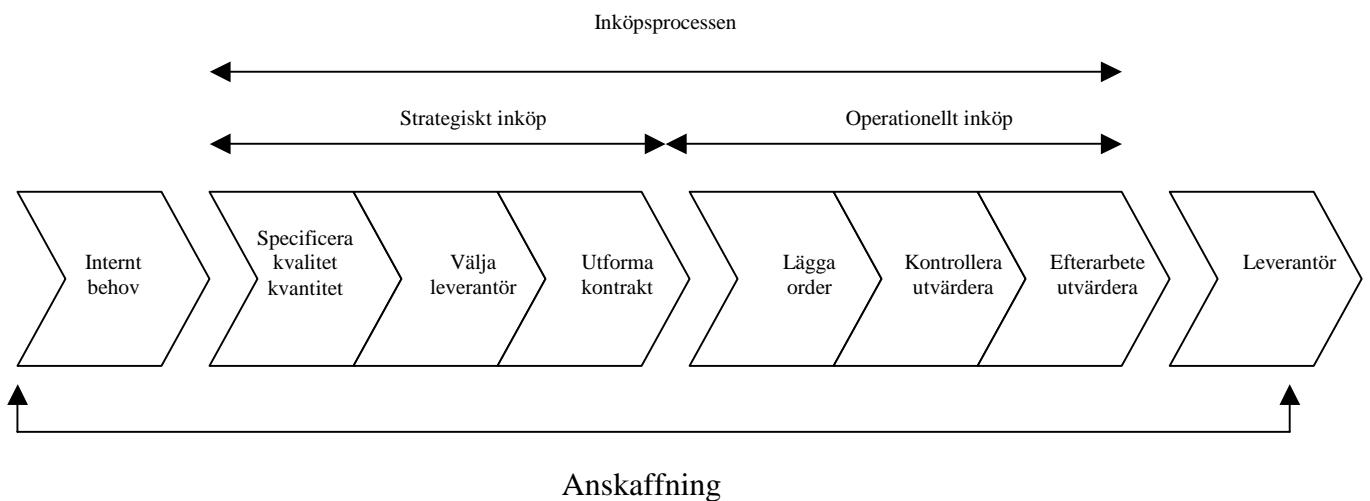 Inköpsprocessen
Strategiskt inköp
Operationellt inköp
Internt
behov
Specificera
kvalitet
kvantitet
Välja
leverantör
Utforma
kontrakt
Lägga
order
Kontrollera
utvärdera
Efterarbete
utvärdera
Leverantör
Anskaffning